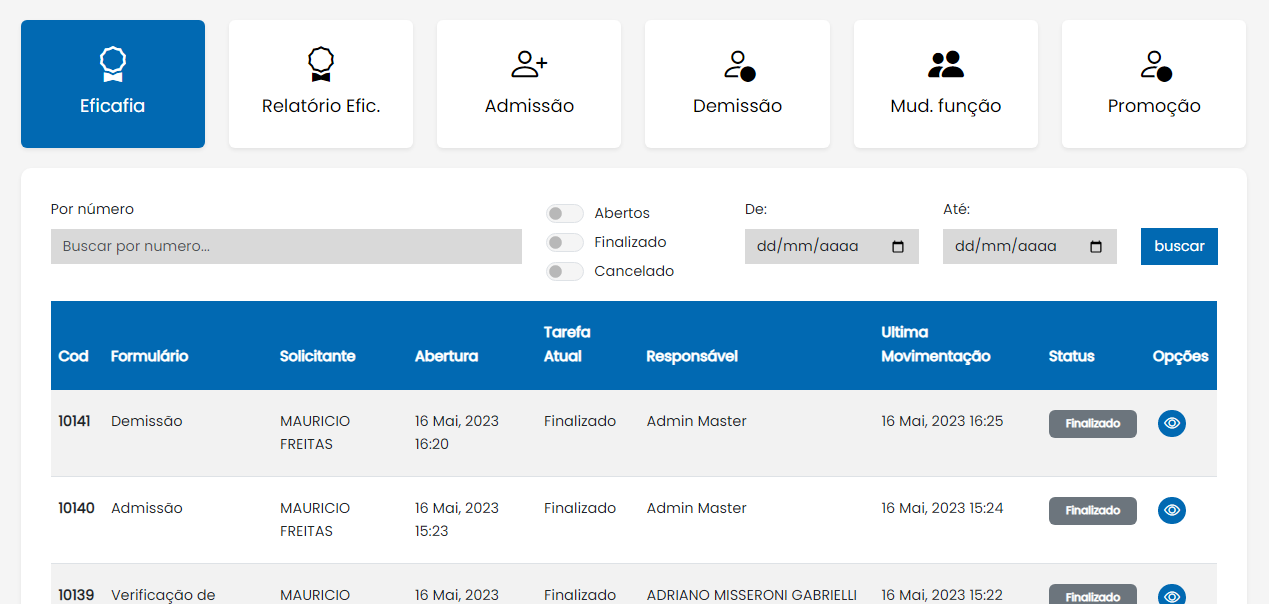 Eficafia
Relatório Efic.
Admissão
Demissão
Mud. função
Promoção
Por número
Buscar por numero...
Abertos
Finalizado
Cancelado
De:
dd/mm/aaaa
Até:
dd/mm/aaaa
buscar
Cod Formulário Solicitante Abertura Tarefa Atual Responsável Ultima Movimentação Status Opções
10141 Demissão MAURICIO 16 Mai, 2023 Finalizado Admin Master 16 Mai, 2023 16:25 Finalizado
FREITAS 16:20
10140 Admissão MAURICIO 16 Mai, 2023 Finalizado Admin Master 16 Mai, 2023 15:24 Finalizado
FREITAS 15:23
10139 Verificação de MAURICIO 16 Mai, 2023 Finalizado ADRIANO MISSERONI GABRIELLI 16 Mai, 2023 15:22 Finalizado